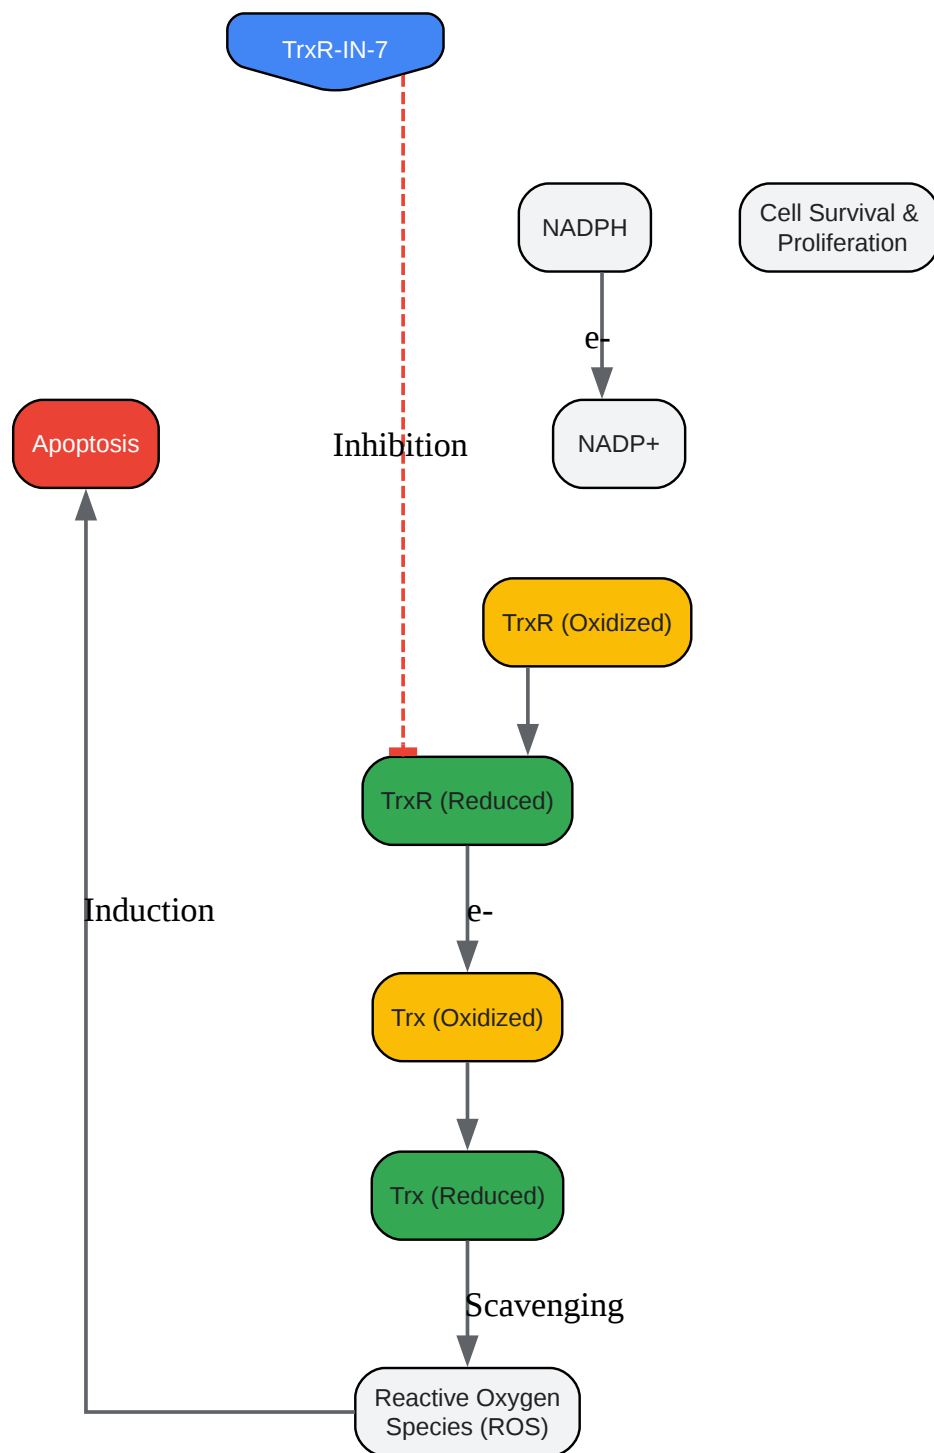 TrxR-IN-7
NADPH
Cell Survival &
Proliferation
e-
Apoptosis
Inhibition
NADP+
TrxR (Oxidized)
TrxR (Reduced)
Induction
e-
Trx (Oxidized)
Trx (Reduced)
Scavenging
Reactive Oxygen
Species (ROS)